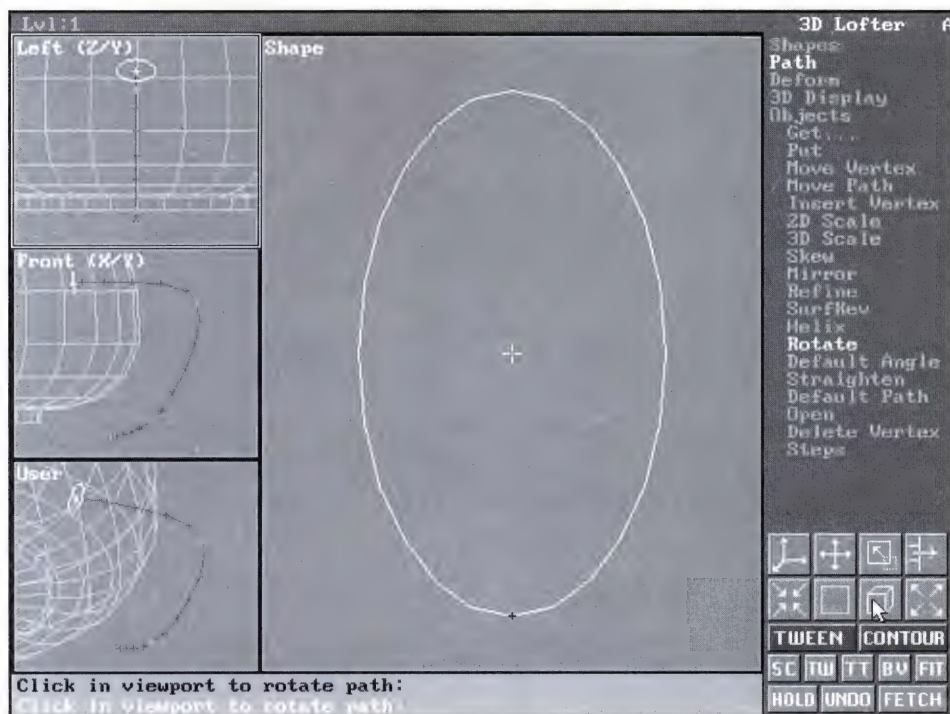 Lvl:1
3D Lofter
Left (Z/Y)
Shape
Front (X/Y)
User
Shapes
Path
Deform
3D Display
Objects
Get...
Put
Move Vertex
Move Path
Insert Vertex
2D Scale
3D Scale
Skew
Mirror
Refine
SurfRev
Helix
Rotate
Default Angle
Straighten
Default Path
Open
Delete Vertex
Steps
TWEEN CONTOUR
SC TW TT BV FIT
HOLD UNDO FETCH
Click in viewport to rotate path:
Click in viewport to rotate path: